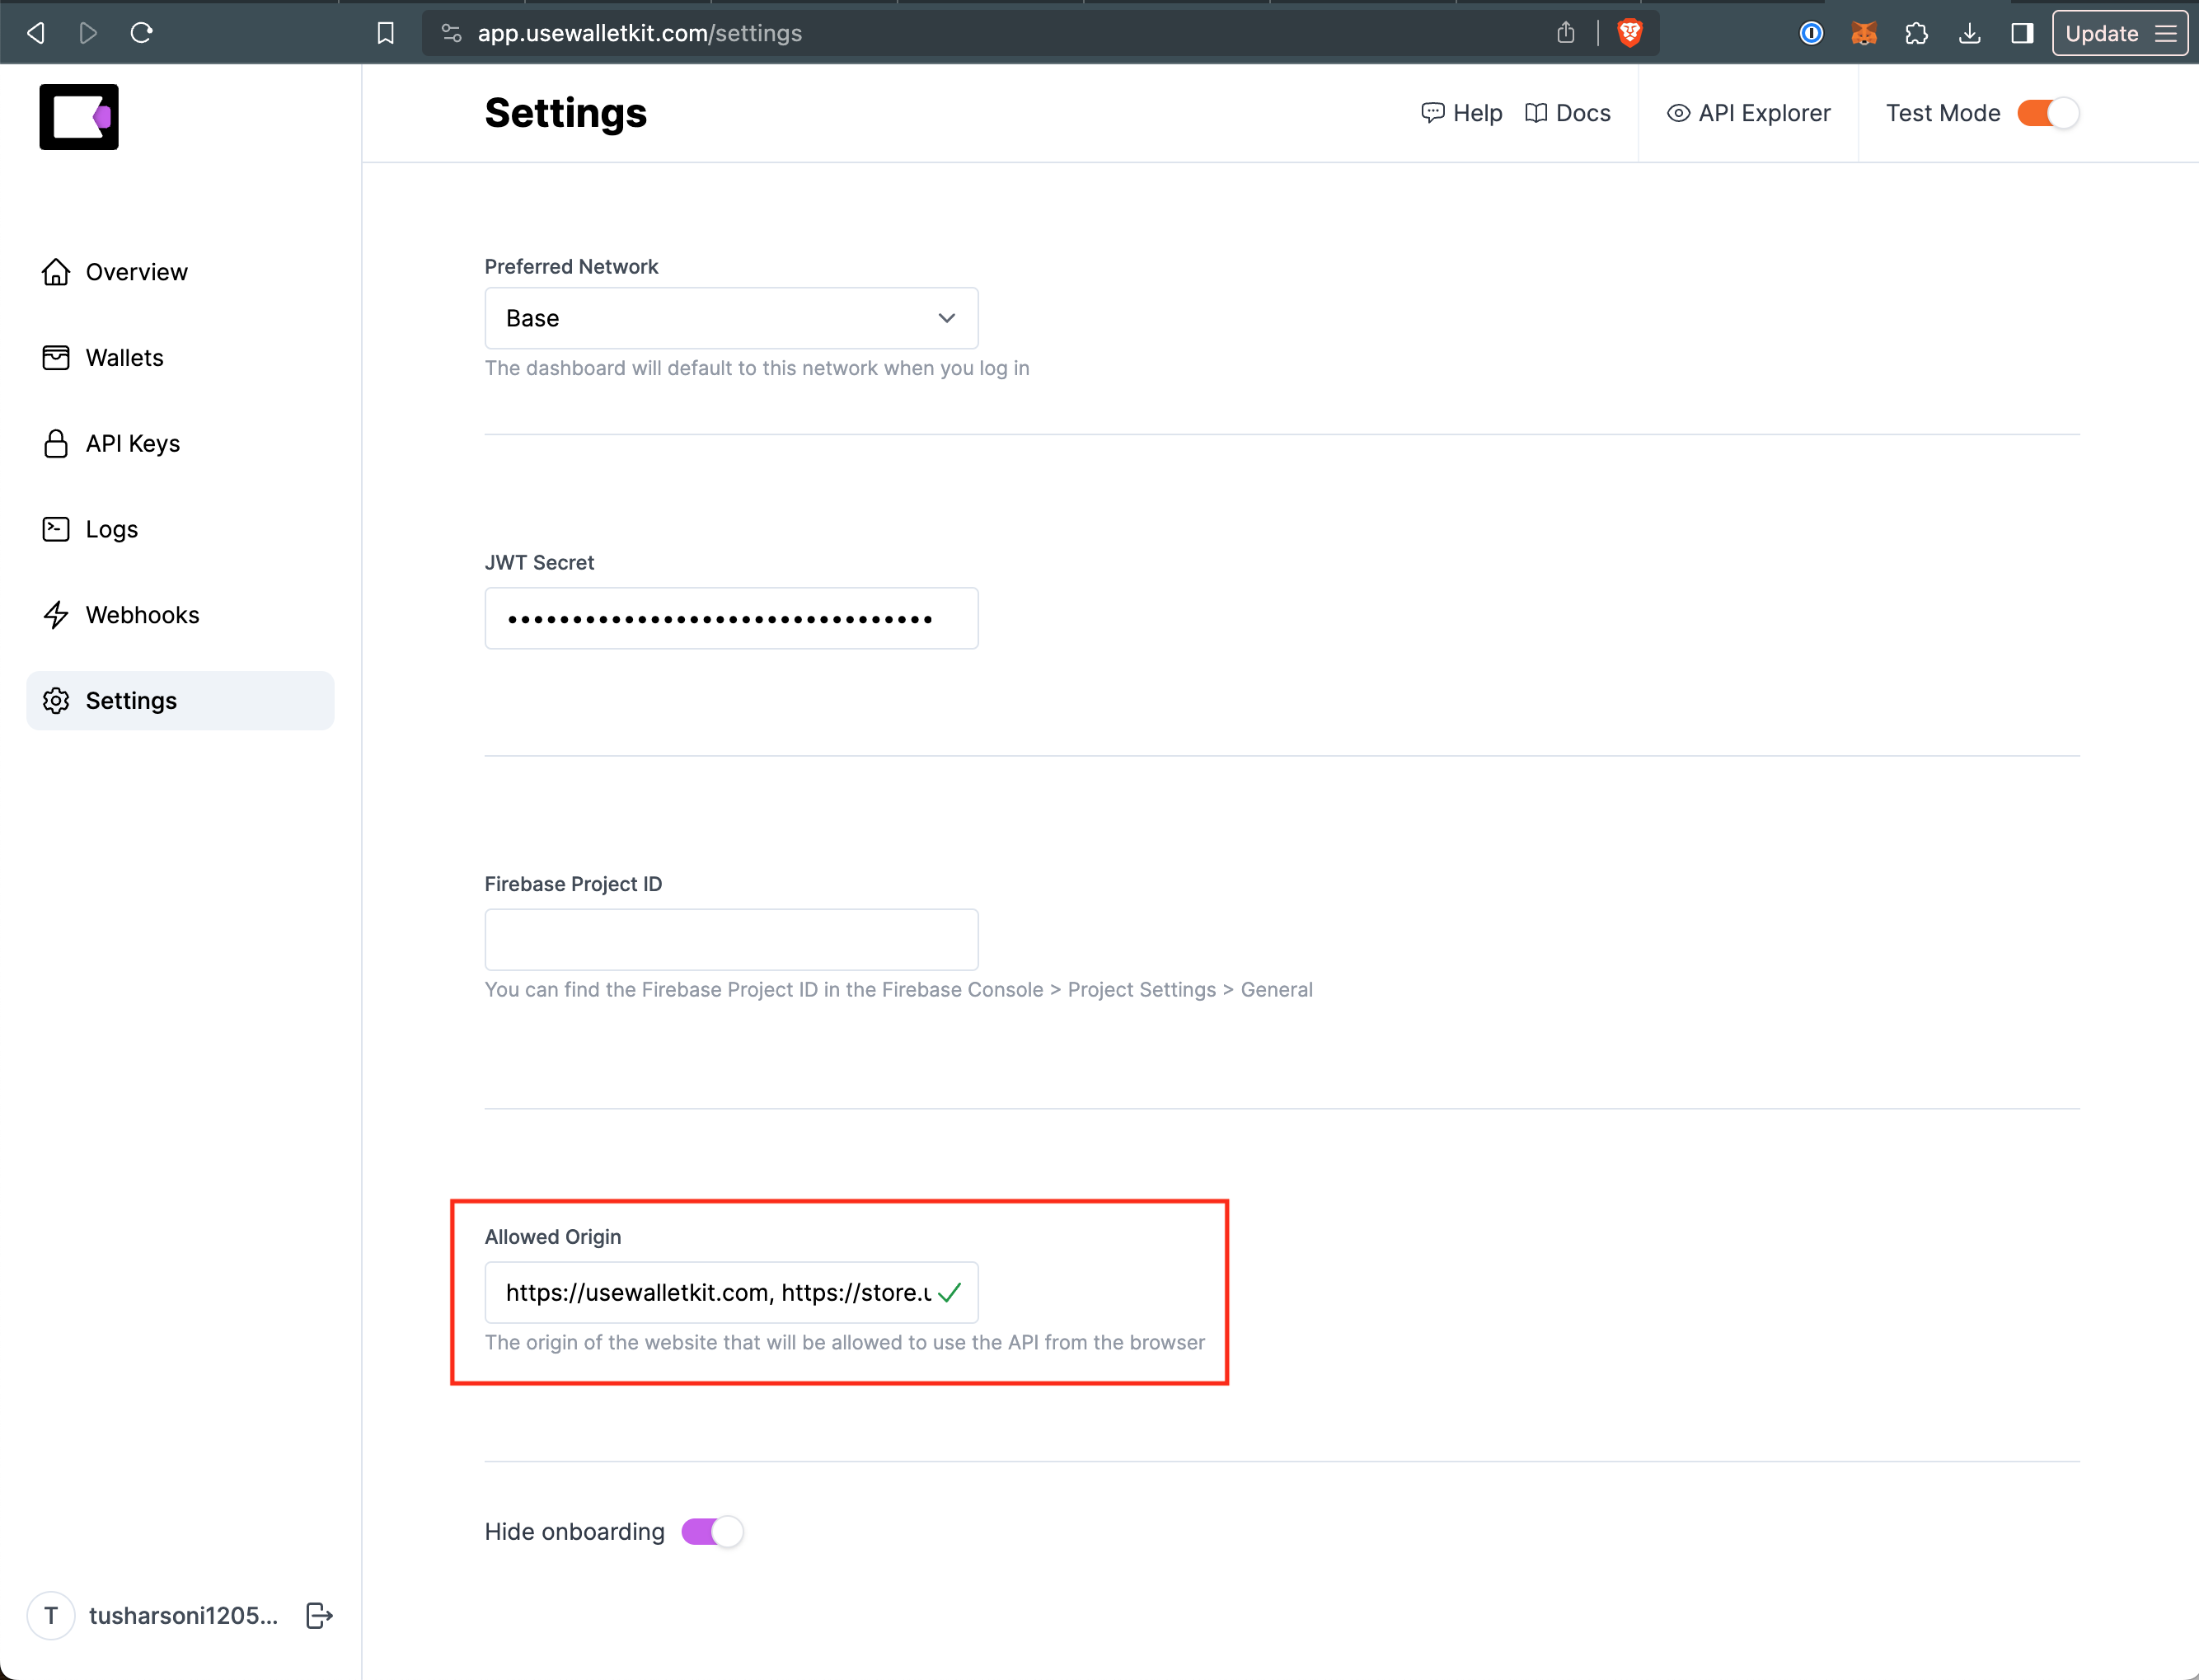 app.usewalletkit.com/settings
Update
Settings
Help
Docs
API Explorer
Test Mode
Overview
Wallets
API Keys
Logs
Webhooks
Settings
Preferred Network
Base
The dashboard will default to this network when you log in
JWT Secret
•••••••••••••••••••••••••••••••••
Firebase Project ID
You can find the Firebase Project ID in the Firebase Console > Project Settings > General
Allowed Origin
https://usewalletkit.com, https://store.u
The origin of the website that will be allowed to use the API from the browser
Hide onboarding
T
tusharsoni1205...